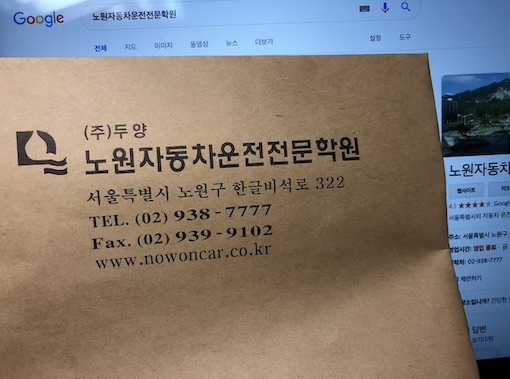 Google
노원자동차운전전문학원
전체 지도 이미지 동영상 뉴스 더보기 설정 도구
(주)두양
노원자동차운전전문학원
서울특별시 노원구 한글비석로 322
TEL. (02) 938-7777
Fax. (02) 939-9102
www.nowoncar.co.kr
노원자동차
웹사이트
4.1 ★★★★ Google
서울특별시의 자동차 운전
주소: 서울특별시 노원구
영업시간: 영업 종료 · 금
연락처: 02-938-7777
제안하기
답변